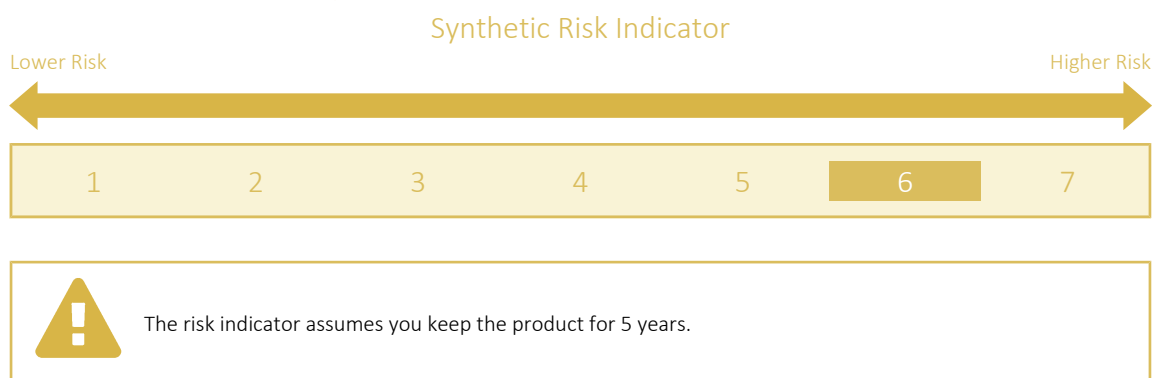 Synthetic Risk Indicator
Lower Risk Higher Risk
1 2 3 4 5 6 7
The risk indicator assumes you keep the product for 5 years.